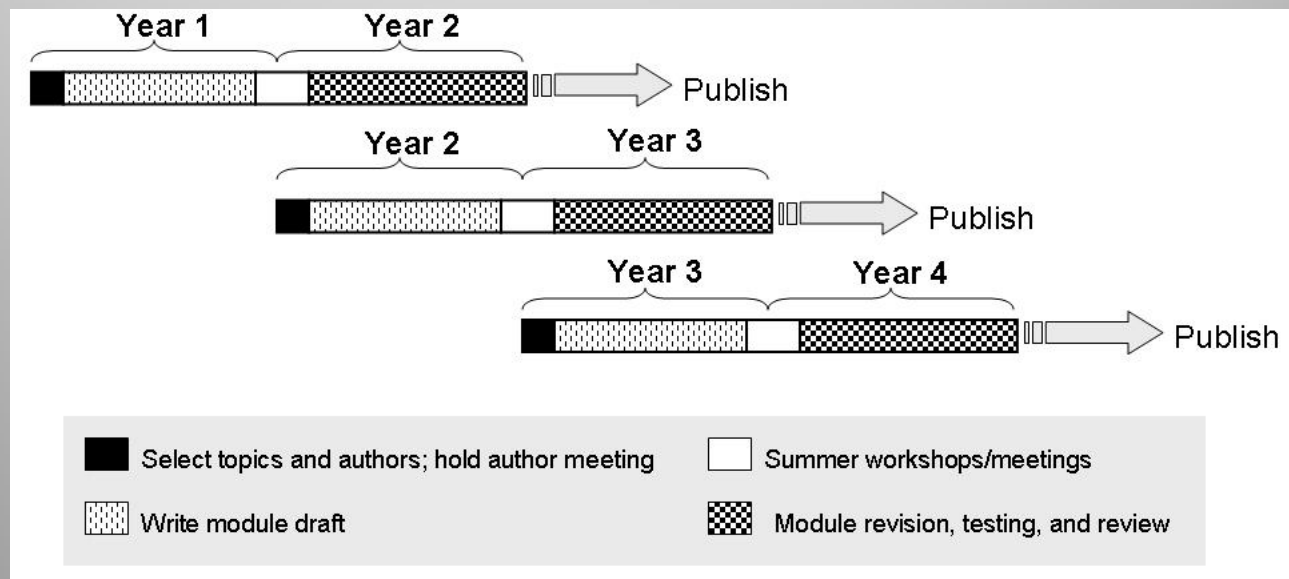 Year 1 Year 2
Publish
Year 2 Year 3
Publish
Year 3 Year 4
Publish
Select topics and authors; hold author meeting
Summer workshops/meetings
Write module draft
Module revision, testing, and review